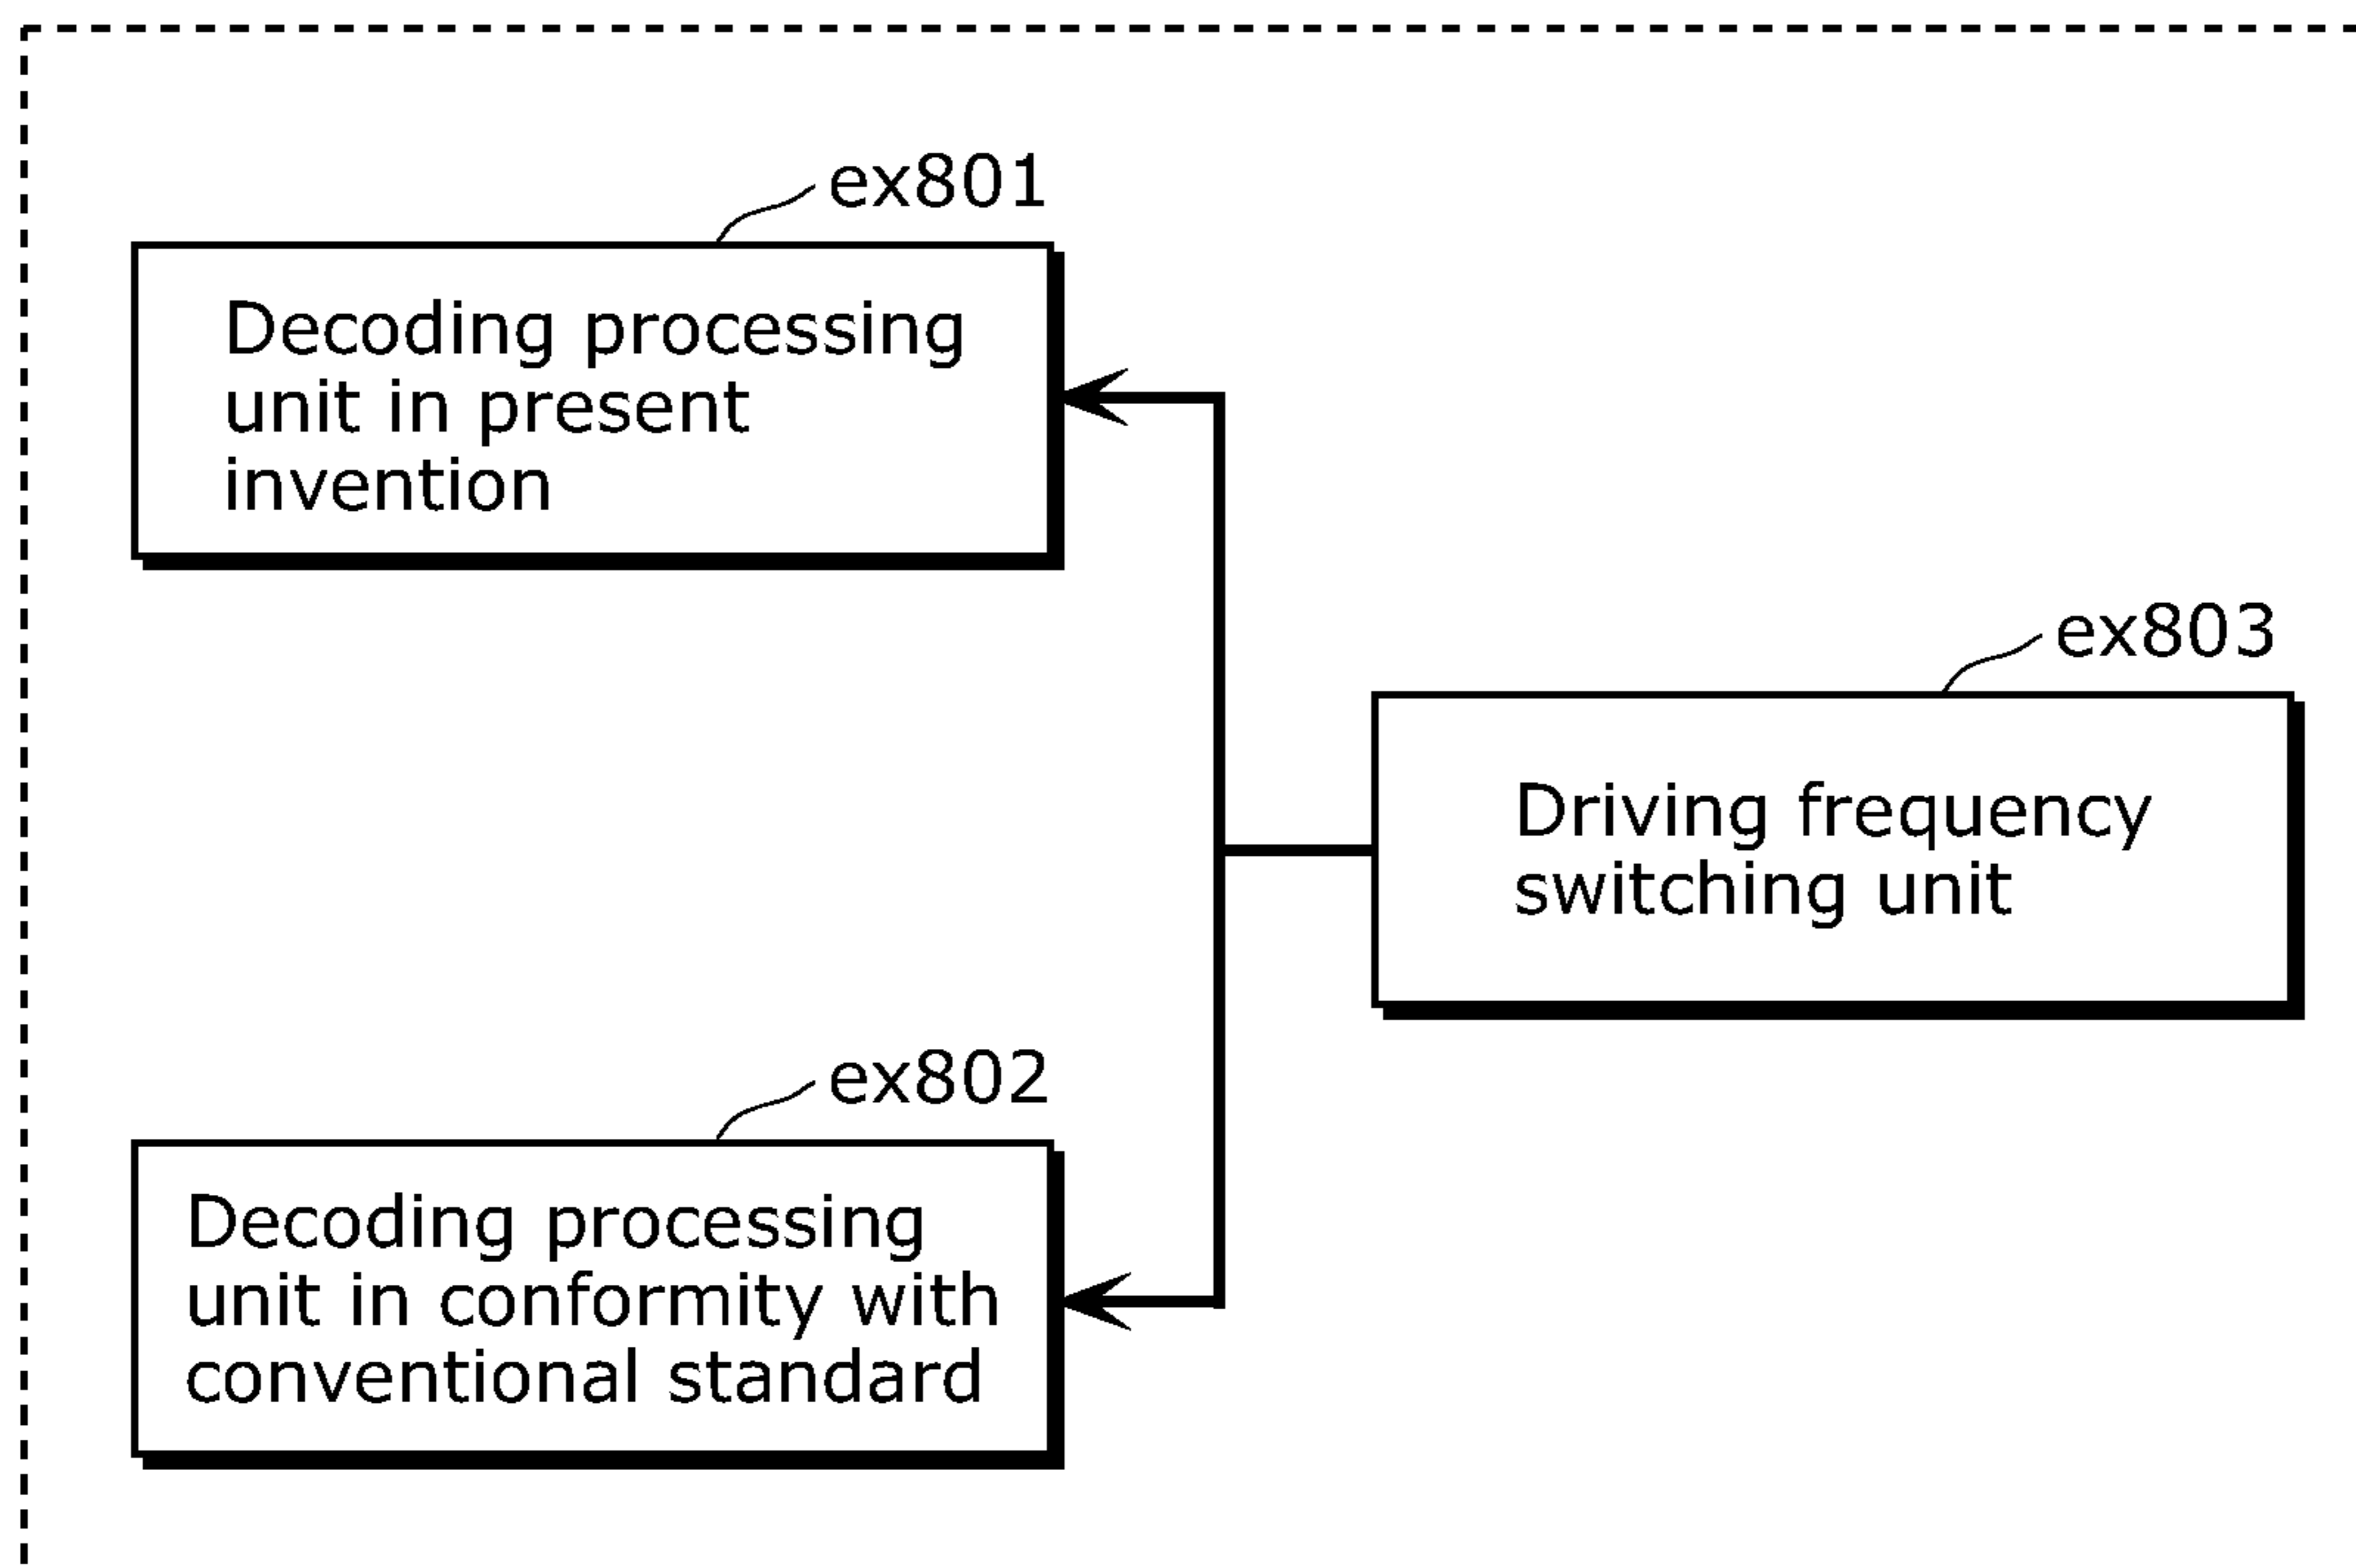 ex801
Decoding processing
unit in present
invention
ex803
Driving frequency
switching unit
ex802
Decoding processing
unit in conformity with
conventional standard